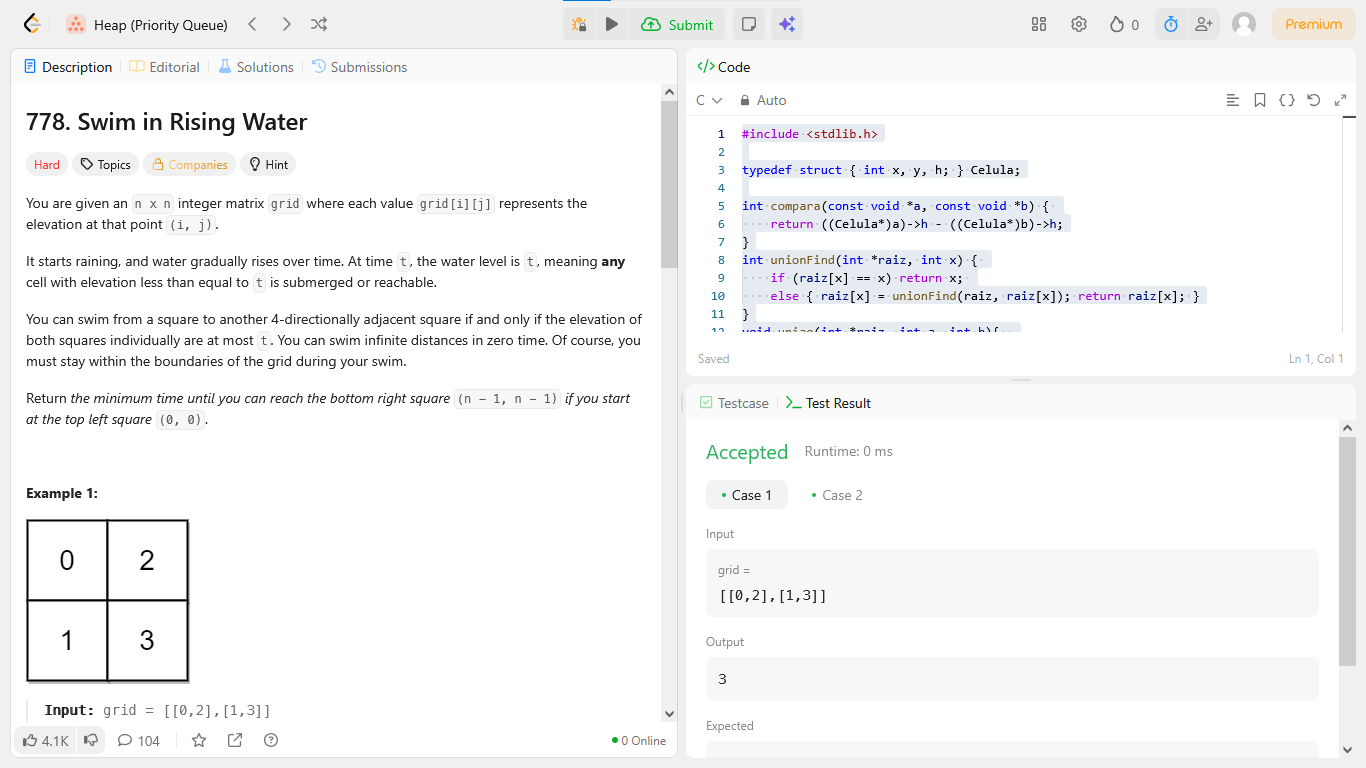 Heap (Priority Queue)
Submit
0
Premium
Description
Editorial
Solutions
Submissions
778. Swim in Rising Water
Hard
Topics
Companies
Hint
You are given an n x n integer matrix grid where each value grid[i][j] represents the
elevation at that point (i, j).
It starts raining, and water gradually rises over time. At time t, the water level is t, meaning any
cell with elevation less than equal to t is submerged or reachable.
You can swim from a square to another 4-directionally adjacent square if and only if the elevation of
both squares individually are at most t. You can swim infinite distances in zero time. Of course, you
must stay within the boundaries of the grid during your swim.
Return the minimum time until you can reach the bottom right square (n - 1, n - 1) if you start
at the top left square (0, 0).
Example 1:
0 2
1 3
Input: grid = [[0,2],[1,3]]
4.1K
104
0 Online
</> Code
C
Auto
1 #include <stdlib.h>
2
3 typedef struct { int x, y, h; } Celula;
4
5 int compara(const void *a, const void *b) {
6 return ((Celula*)a)->h - ((Celula*)b)->h;
7 }
8 int unionFind(int *raiz, int x) {
9 if (raiz[x] == x) return x;
10 else { raiz[x] = unionFind(raiz, raiz[x]); return raiz[x]; }
11 }
12 void uniao(int *raiz, int a, int b){
Saved
Ln 1, Col 1
Testcase
Test Result
Accepted
Runtime: 0 ms
Case 1
Case 2
Input
grid =
[[0,2],[1,3]]
Output
3
Expected